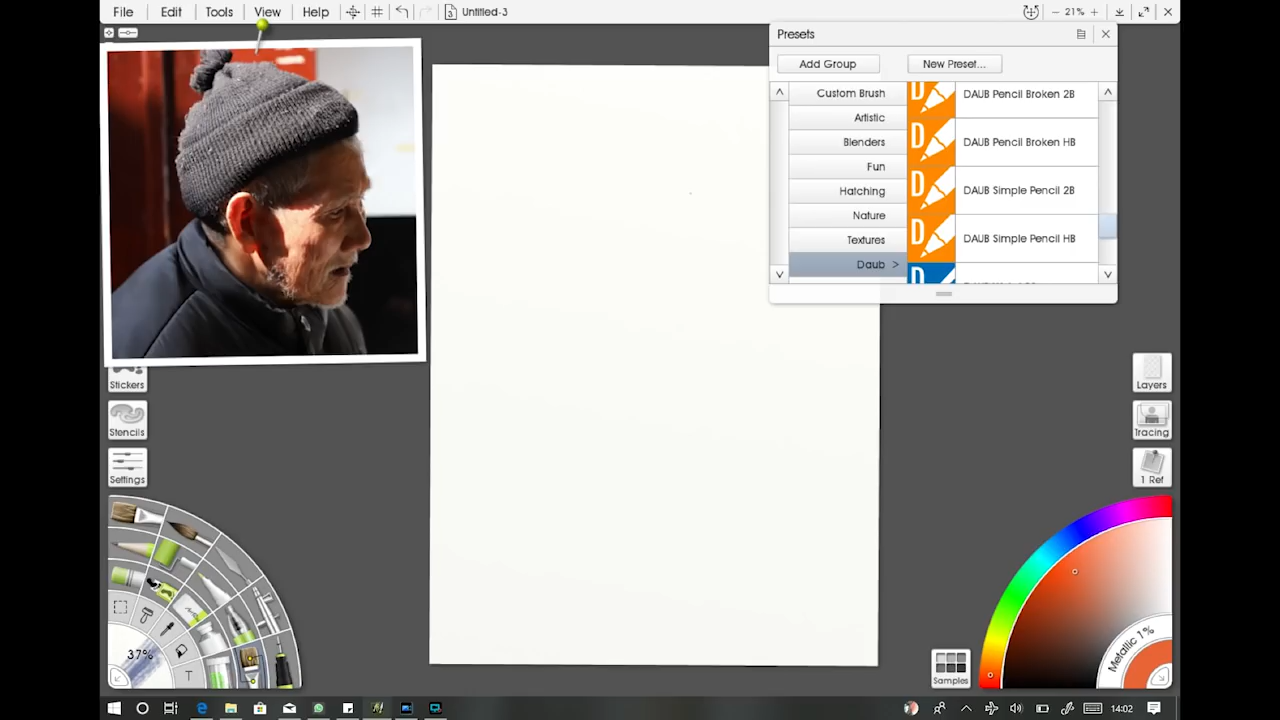 File Edit Tools View Help 3 Untitled-3 − 21% +
Presets
Add Group New Preset...
Custom Brush
Artistic
Blenders
Fun
Hatching
Nature
Textures
Daub >
DAUB Pencil Broken 2B
DAUB Pencil Broken HB
DAUB Simple Pencil 2B
DAUB Simple Pencil HB
Stickers
Stencils
Settings
Layers
Tracing
1 Ref
37%
T
Samples
Metallic 1%
14:02